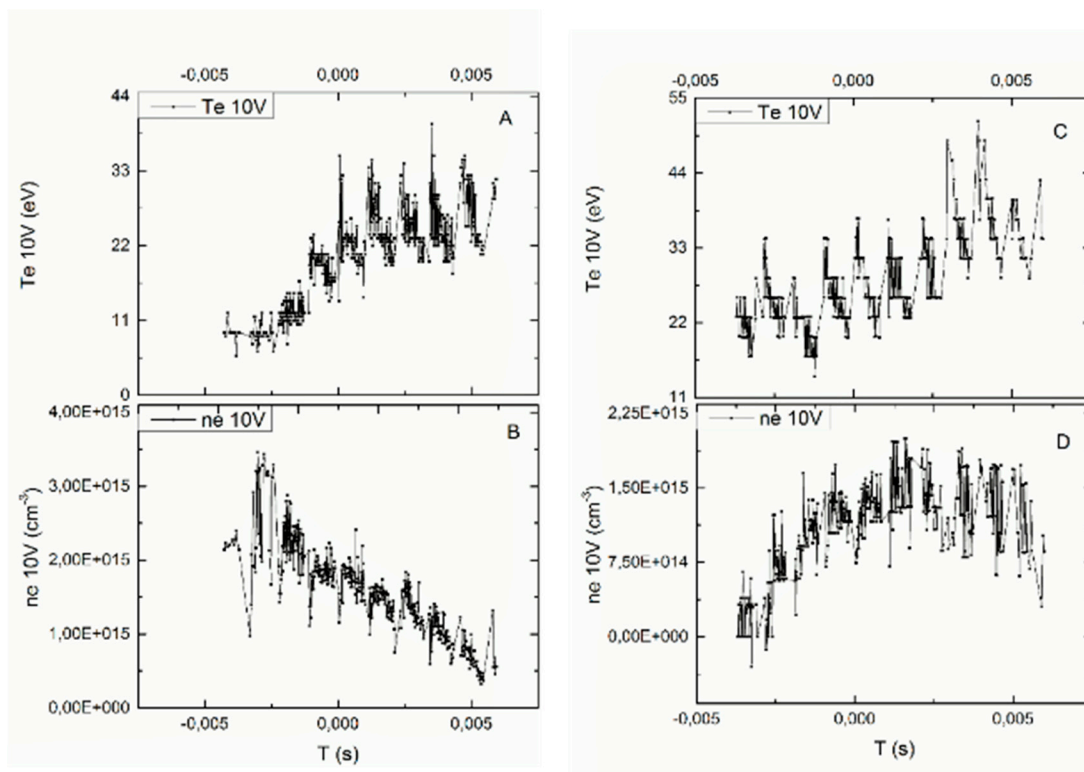 -0,005 0,000 0,005
44
Te 10V
A
33
22
11
0
Te 10V (eV)
4,00E+015
ne 10V
B
3,00E+015
2,00E+015
1,00E+015
0,00E+000
ne 10V (cm-3)
-0,005 0,000 0,005
T (s)
-0,005 0,000 0,005
55
Te 10V
C
44
33
22
11
Te 10V (eV)
2,25E+015
ne 10V
D
1,50E+015
7,50E+014
0,00E+000
ne 10V (cm-3)
-0,005 0,000 0,005
T (s)